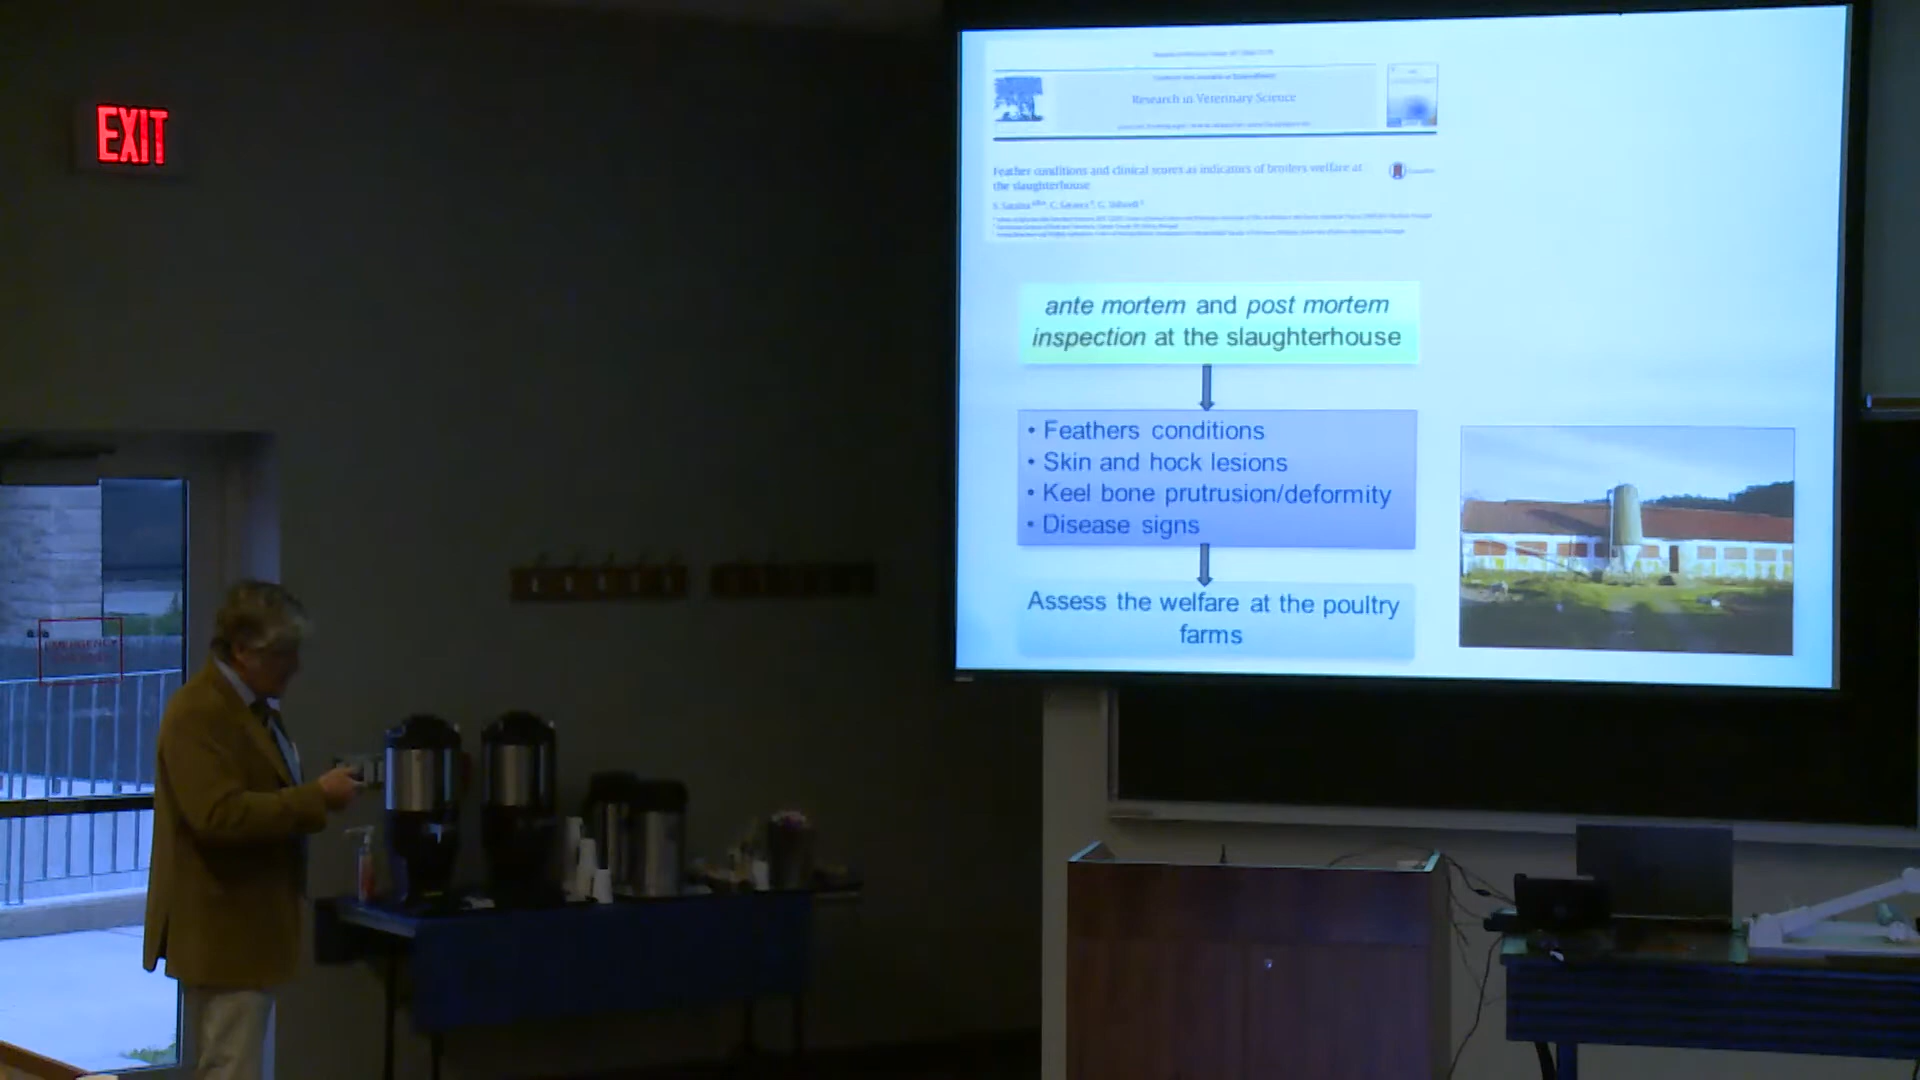 EXIT
EMERGENCY
Research in Veterinary Science
Feather conditions and clinical scores as indicators of broilers welfare at
the slaughterhouse
ante mortem and post mortem
inspection at the slaughterhouse
• Feathers conditions
• Skin and hock lesions
• Keel bone prutrusion/deformity
• Disease signs
Assess the welfare at the poultry
farms